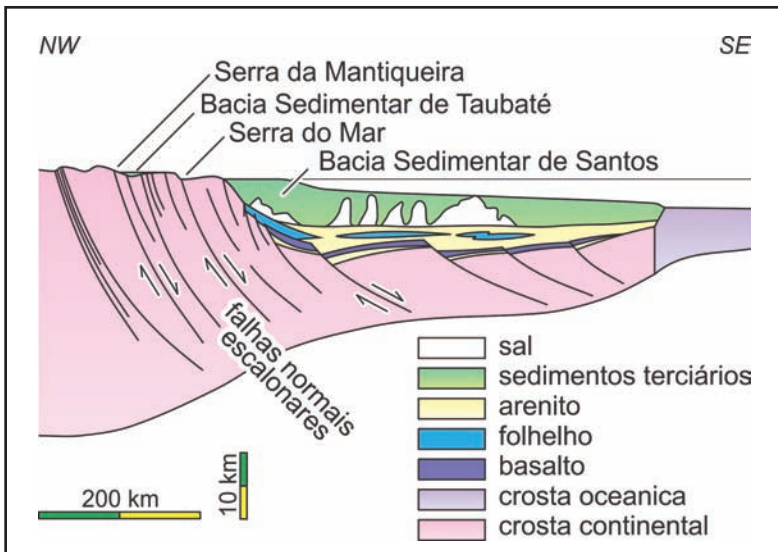 NW
SE
Serra da Mantiqueira
Bacia Sedimentar de Taubaté
Serra do Mar
Bacia Sedimentar de Santos
falhas normais
escalonares
sal
sedimentos terciários
arenito
folhelho
basalto
crosta oceanica
crosta continental
200 km
10 km